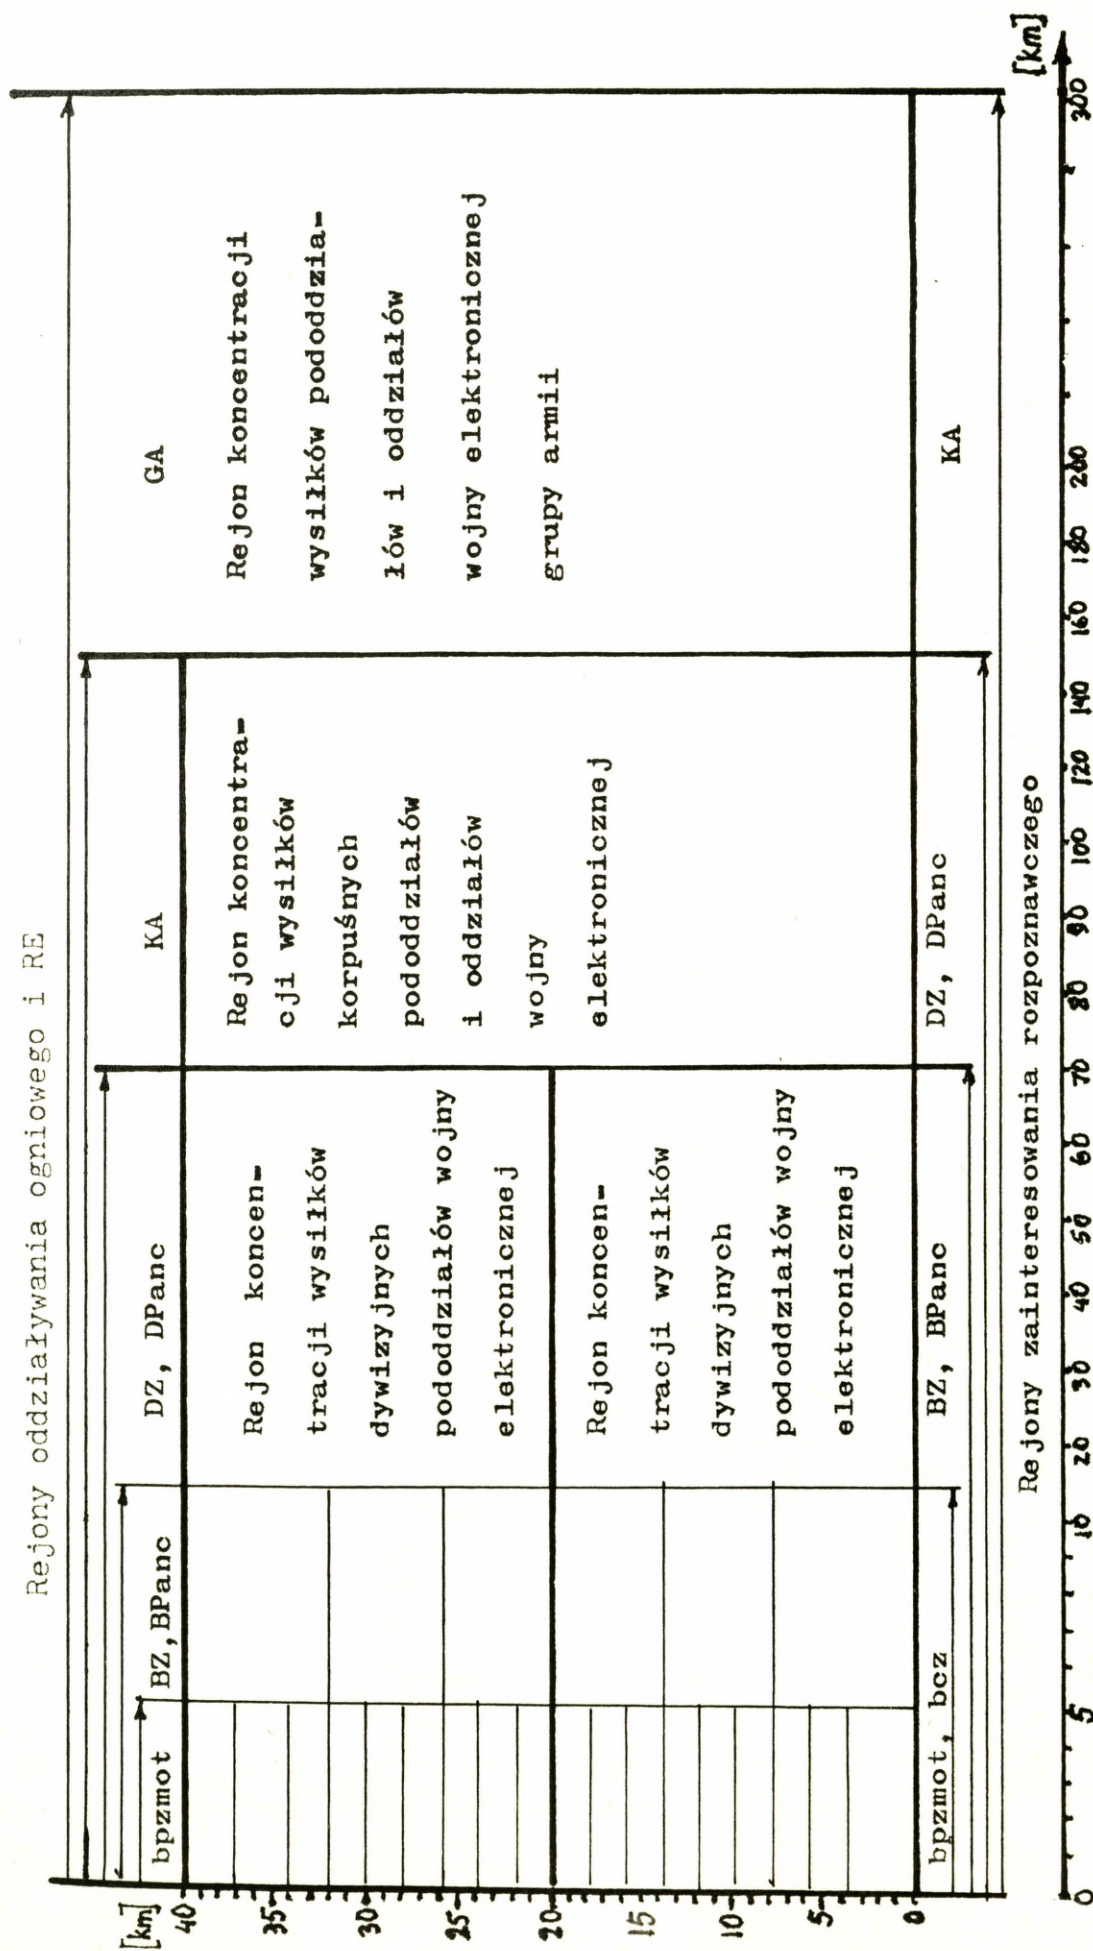 Rejony oddziaływania ogniowego i RE
[km]
bpzmot
BZ,BPanc
DZ, DPanc
KA
GA
40
35
30
25
20
15
10
5
0
Rejon koncen-
tracji wysiłków
dywizyjnych
pododdziałów wojny
elektronicznej
Rejon koncen-
tracji wysiłków
dywizyjnych
pododdziałów wojny
elektronicznej
Rejon koncentra-
cji wysiłków
korpuśnych
pododdziałów
i oddziałów
wojny
elektronicznej
Rejon koncentracji
wysiłków pododdzia-
łów i oddziałów
wojny elektronicznej
grupy armii
bpzmot, bcz
BZ, BPanc
DZ, DPanc
KA
Rejony zainteresowania rozpoznawczego
0 5 10 20 30 40 50 60 70 80 90 100 120 140 160 180 200 300
[km]